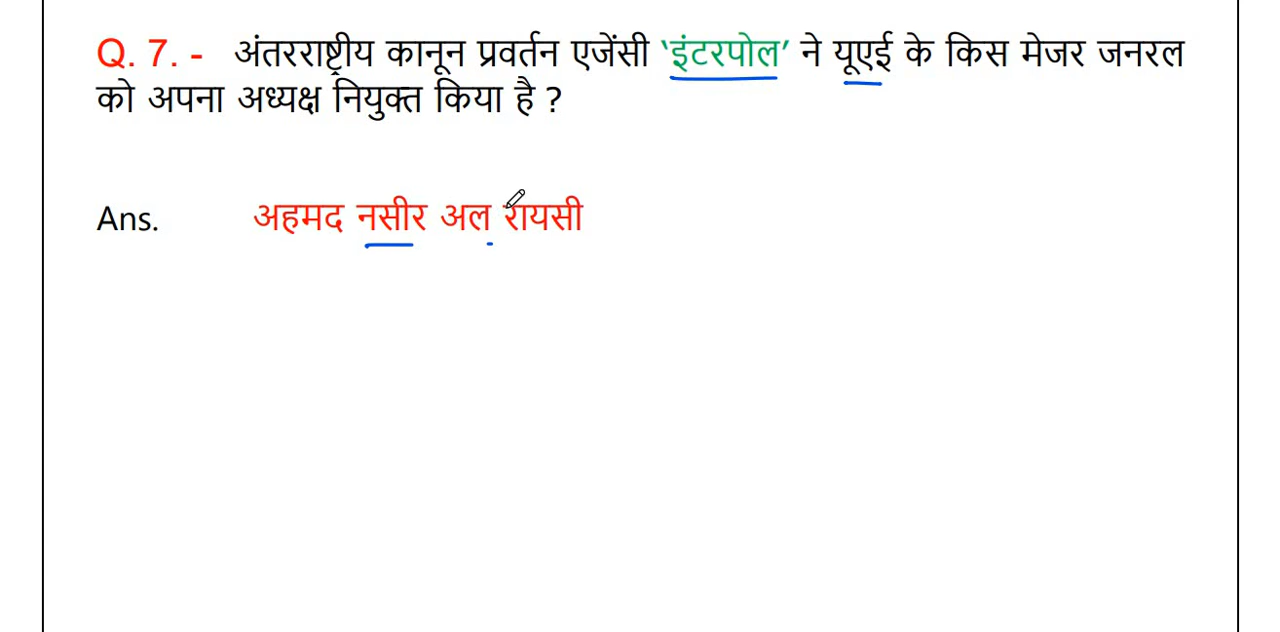 Q. 7. - अंतरराष्ट्रीय कानून प्रवर्तन एजेंसी ‘इंटरपोल’ ने यूएई के किस मेजर जनरल
को अपना अध्यक्ष नियुक्त किया है ?
Ans. अहमद नसीर अल रायसी